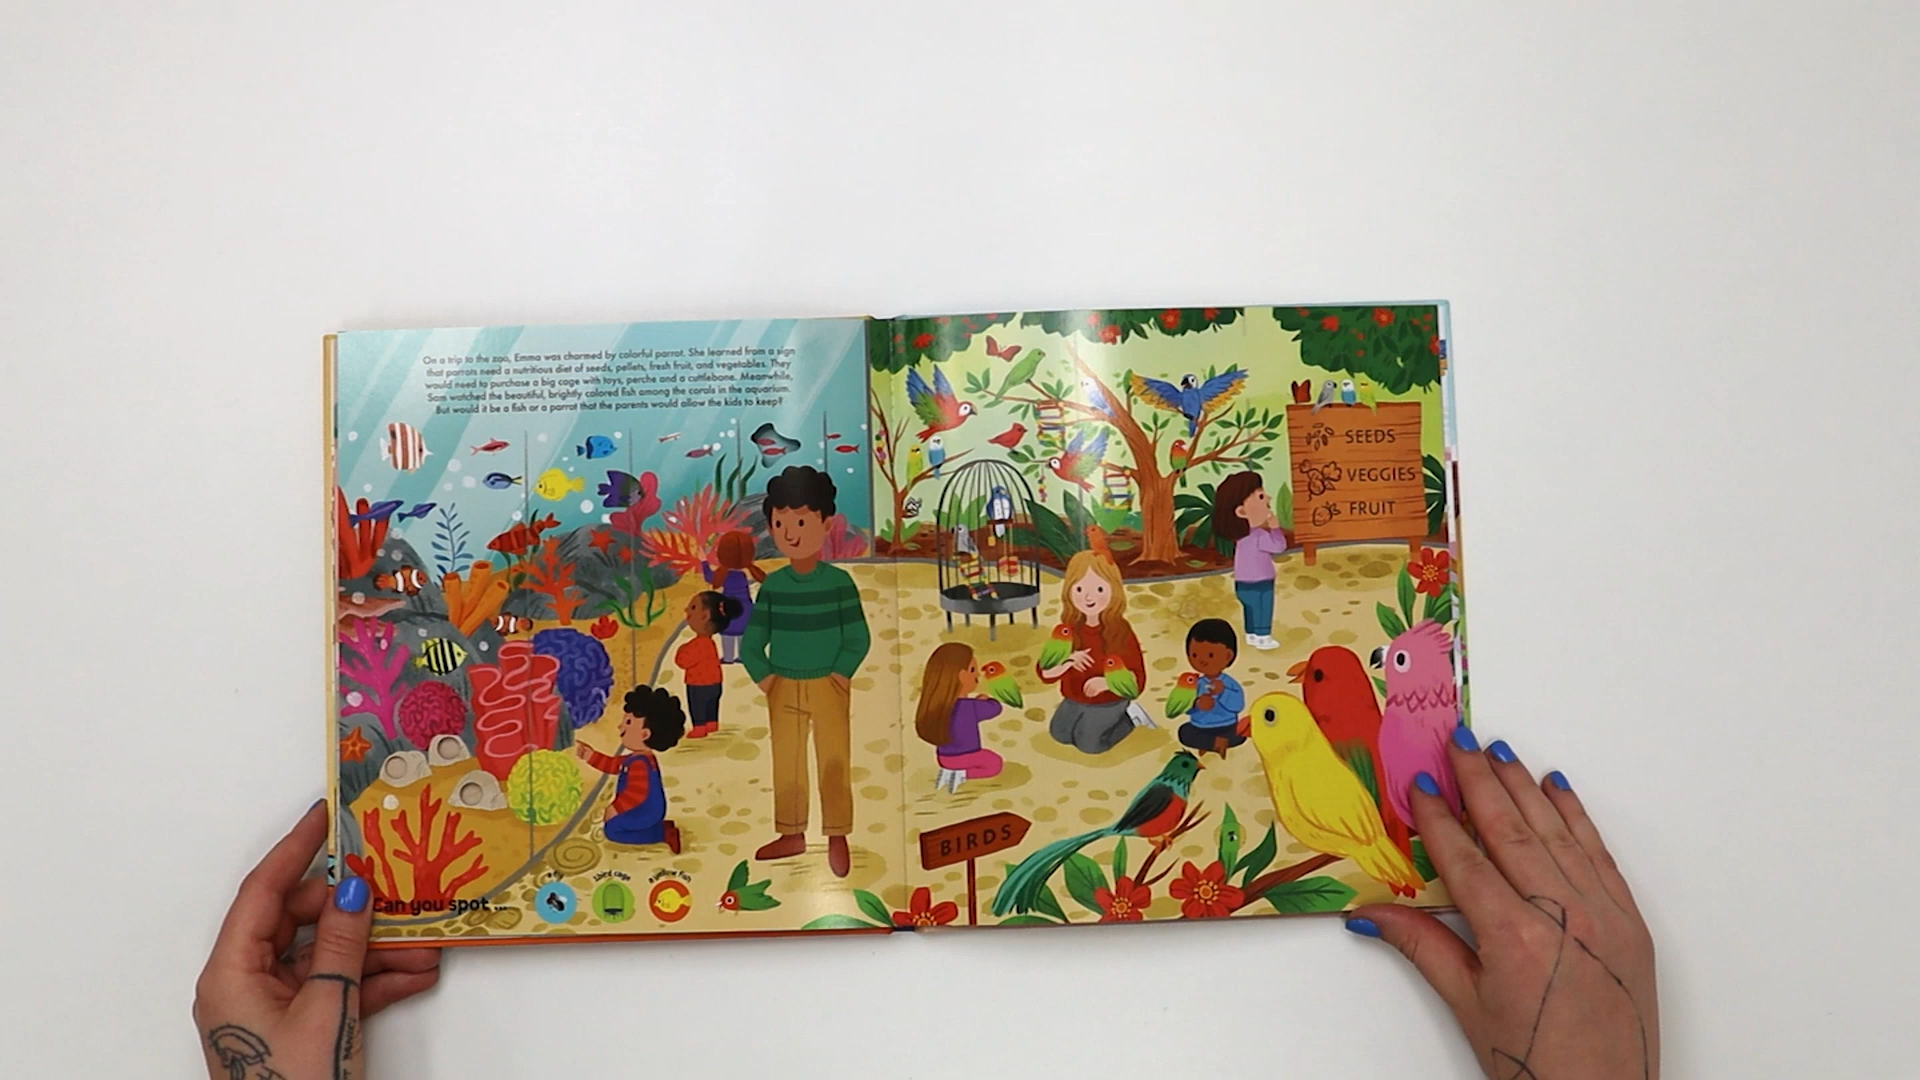 On a trip to the zoo, Emma was charmed by colorful parrot. She learned from a sign
that parrots need a nutritious diet of seeds, pellets, fresh fruit, and vegetables. They
would need to purchase a big cage with toys, perche and a cuttlebone. Meanwhile,
Sam watched the beautiful, brightly colored fish among the corals in the aquarium.
But would it be a fish or a parrot that the parents would allow the kids to keep?
SEEDS
VEGGIES
FRUIT
BIRDS
Can you spot ...
a fly
1 bird cage
a yellow fish